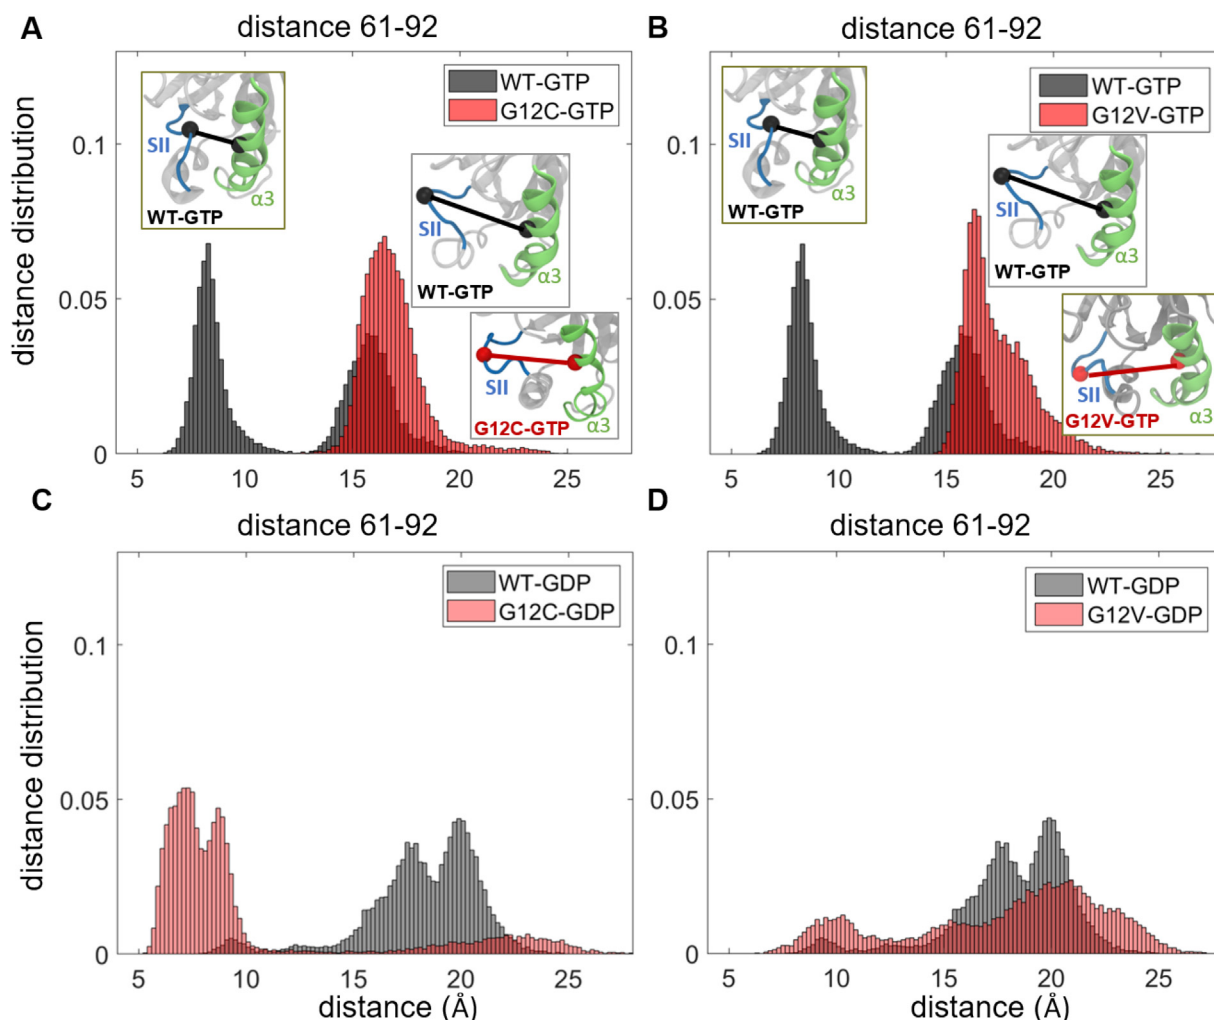 A
distance 61-92
distance distribution
0.1
0.05
0
5
10
15
20
25
WT-GTP
G12C-GTP
SII
α3
WT-GTP
SII
α3
WT-GTP
SII
α3
G12C-GTP
B
distance 61-92
0.1
0.05
0
5
10
15
20
25
WT-GTP
G12V-GTP
SII
α3
WT-GTP
SII
α3
WT-GTP
SII
α3
G12V-GTP
C
distance 61-92
distance distribution
0.1
0.05
0
5
10
15
20
25
distance (Å)
WT-GDP
G12C-GDP
D
distance 61-92
0.1
0.05
0
5
10
15
20
25
distance (Å)
WT-GDP
G12V-GDP